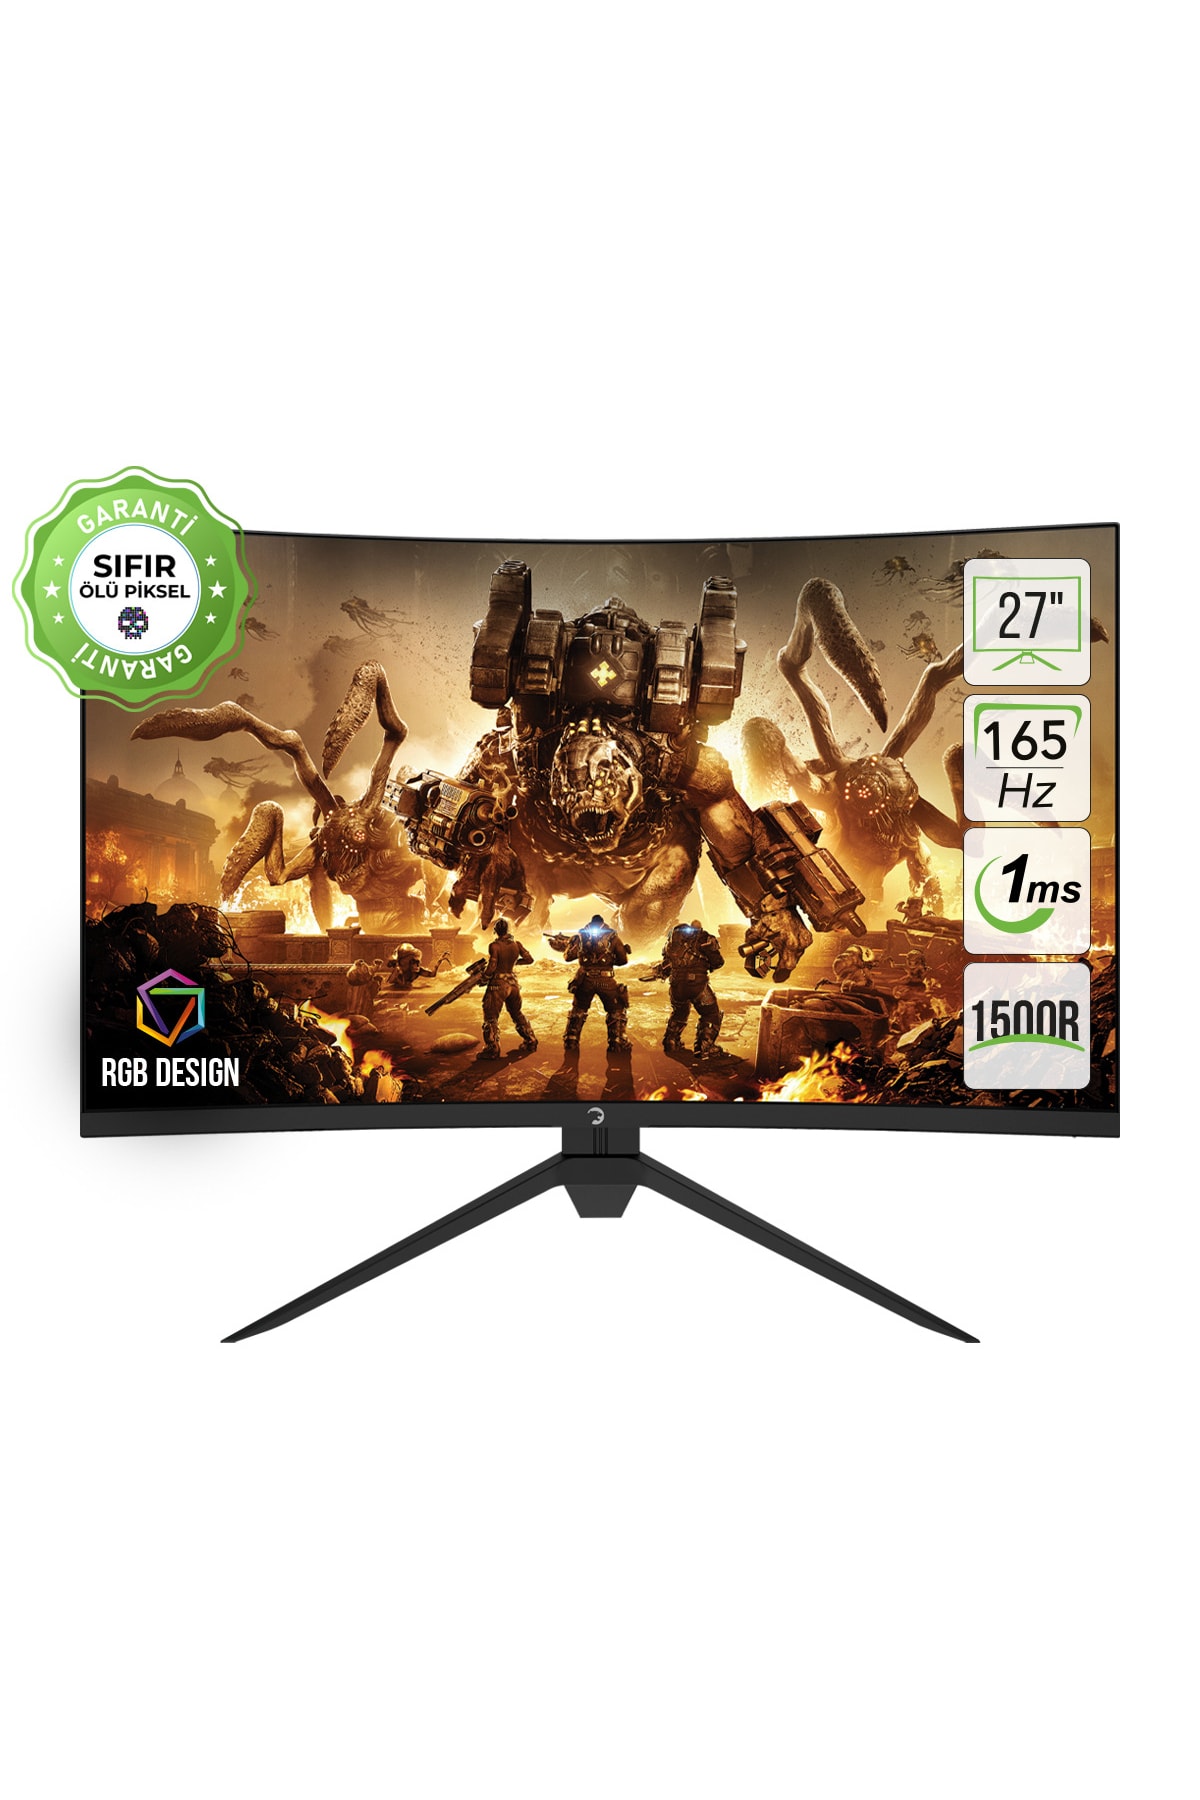 GARANTİ
SIFIR
ÖLÜ PİKSEL
GARANTİ
27"
165
Hz
1ms
1500R
RGB DESIGN